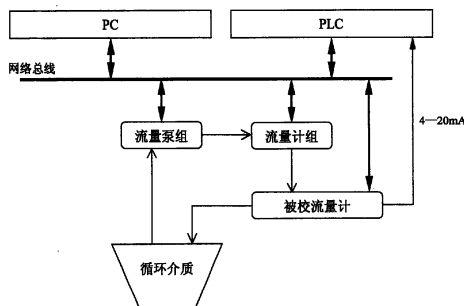 PC
PLC
网络总线
4—20mA
流量泵组
流量计组
被校流量计
循环介质